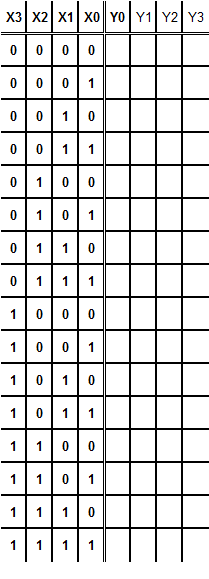 X3 X2 X1 X0 Y0 Y1 Y2 Y3
0 0 0 0
0 0 0 1
0 0 1 0
0 0 1 1
0 1 0 0
0 1 0 1
0 1 1 0
0 1 1 1
1 0 0 0
1 0 0 1
1 0 1 0
1 0 1 1
1 1 0 0
1 1 0 1
1 1 1 0
1 1 1 1